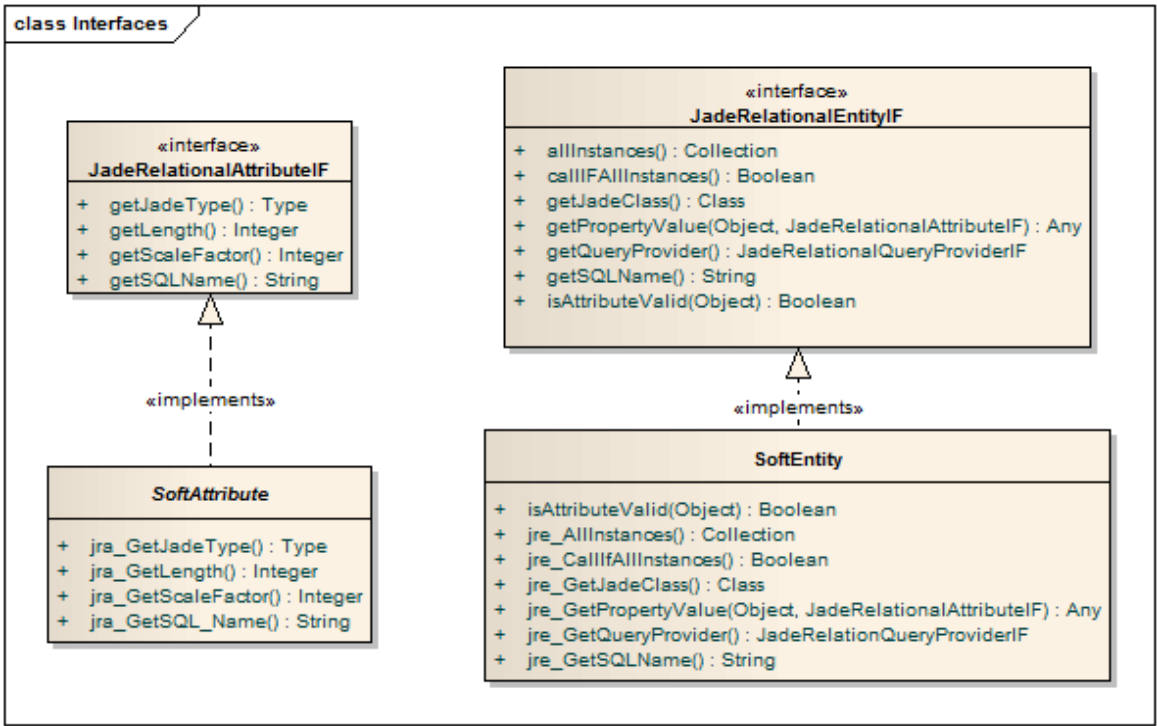 class Interfaces
«interface»
JadeRelationalAttributeIF
+ getJadeType() : Type
+ getLength() : Integer
+ getScaleFactor() : Integer
+ getSQLName() : String
«implements»
SoftAttribute
+ jra_GetJadeType() : Type
+ jra_GetLength() : Integer
+ jra_GetScaleFactor() : Integer
+ jra_GetSQL_Name() : String
«interface»
JadeRelationalEntityIF
+ allInstances() : Collection
+ callIFAllInstances() : Boolean
+ getJadeClass() : Class
+ getPropertyValue(Object, JadeRelationalAttributeIF) : Any
+ getQueryProvider() : JadeRelationalQueryProviderIF
+ getSQLName() : String
+ isAttributeValid(Object) : Boolean
«implements»
SoftEntity
+ isAttributeValid(Object) : Boolean
+ jre_AllInstances() : Collection
+ jre_CallIfAllInstances() : Boolean
+ jre_GetJadeClass() : Class
+ jre_GetPropertyValue(Object, JadeRelationalAttributeIF) : Any
+ jre_GetQueryProvider() : JadeRelationQueryProviderIF
+ jre_GetSQLName() : String